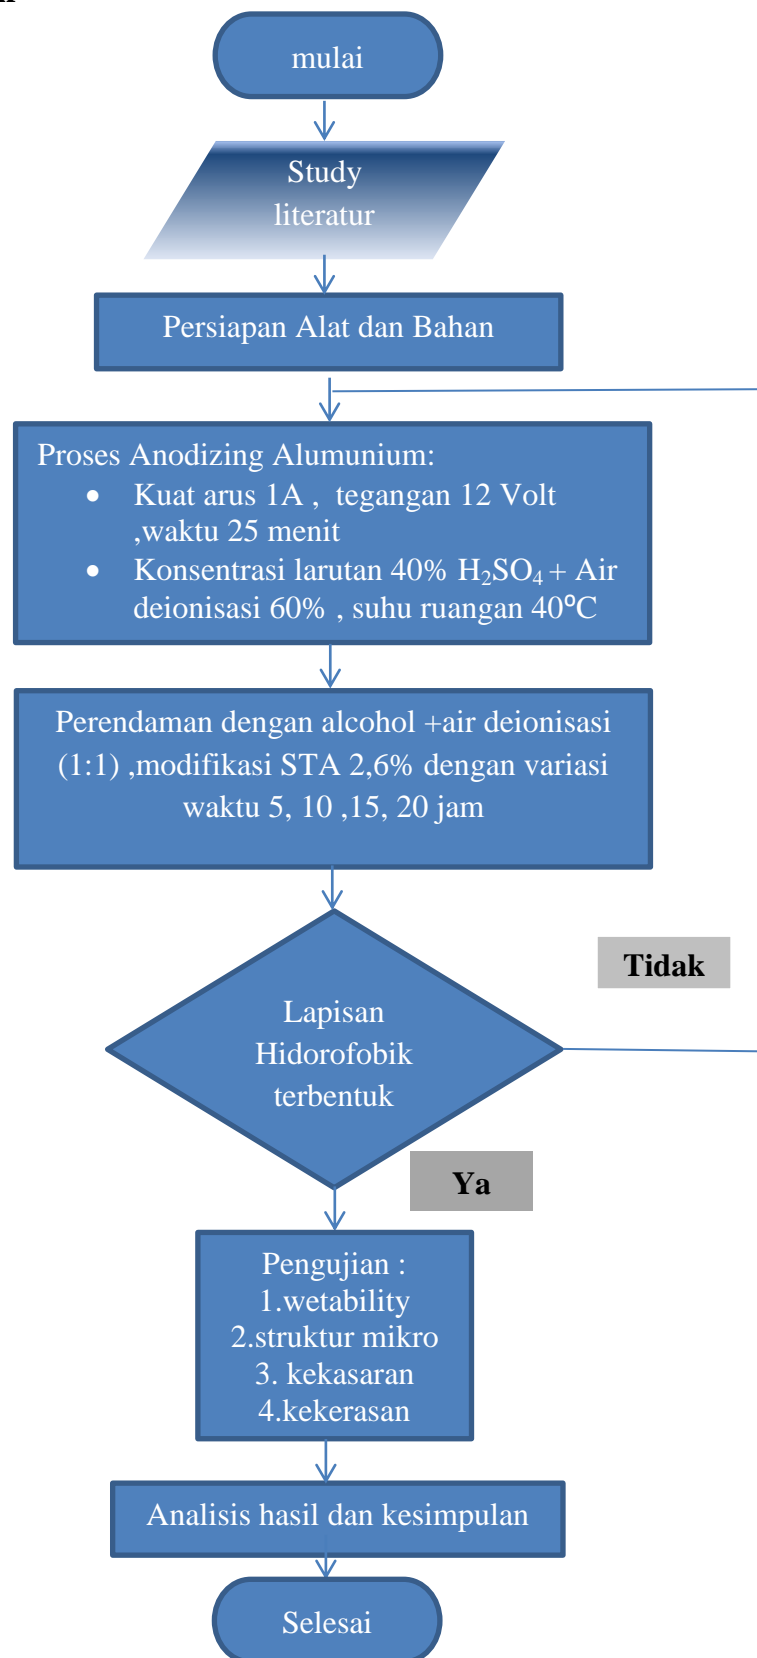 mulai
Study
literatur
Persiapan Alat dan Bahan
Proses Anodizing Alumunium:
• Kuat arus 1A , tegangan 12 Volt
,waktu 25 menit
• Konsentrasi larutan 40% H₂SO₄ + Air
deionisasi 60% , suhu ruangan 40⁰C
Perendaman dengan alcohol +air deionisasi
(1:1) ,modifikasi STA 2,6% dengan variasi
waktu 5, 10 ,15, 20 jam
Tidak
Lapisan
Hidorofobik
terbentuk
Ya
Pengujian :
1.wetability
2.struktur mikro
3. kekasaran
4.kekerasan
Analisis hasil dan kesimpulan
Selesai